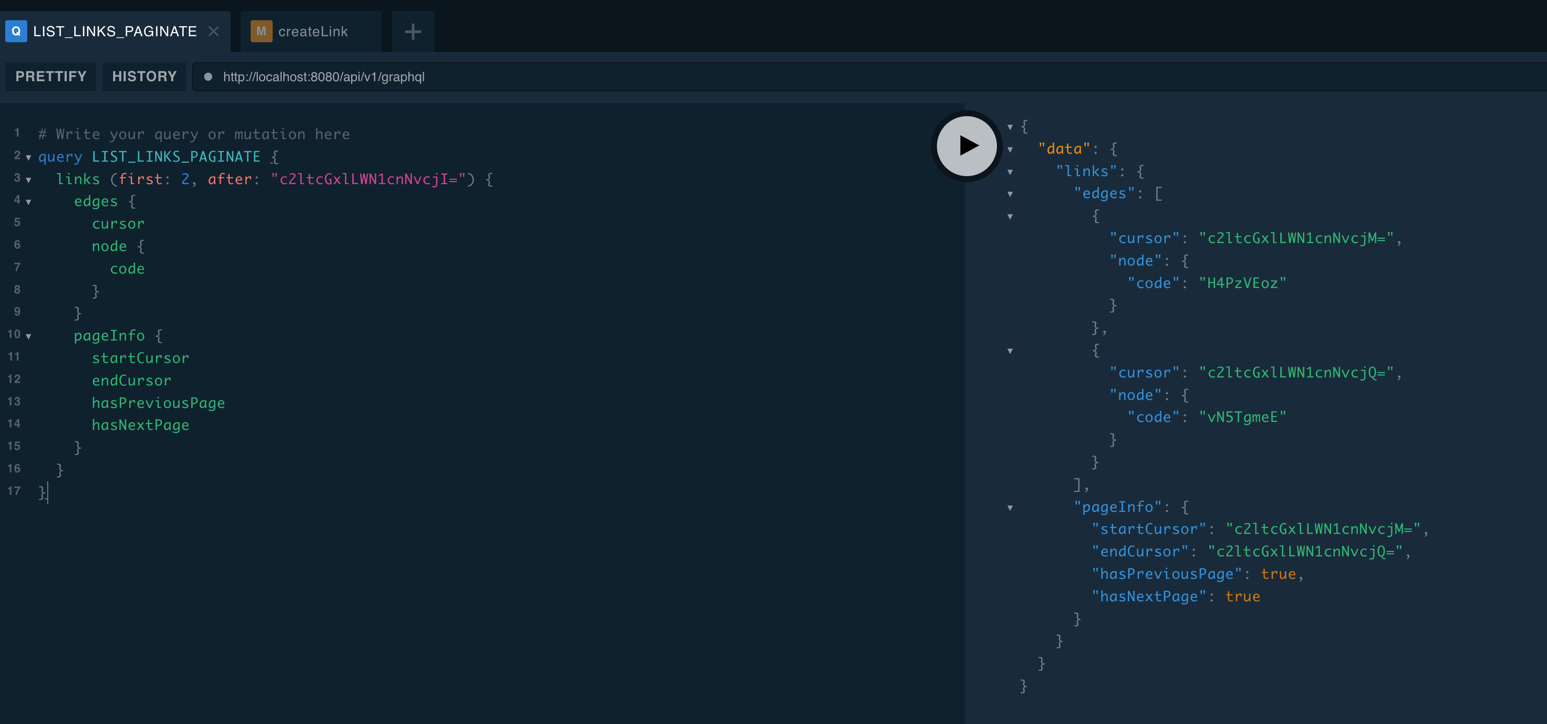 Q LIST_LINKS_PAGINATE ×
M createLink
+
PRETTIFY HISTORY http://localhost:8080/api/v1/graphql
1 # Write your query or mutation here
2 query LIST_LINKS_PAGINATE {
3 links (first: 2, after: "c2ltcGxlLWN1cnNvcjI=") {
4 edges {
5 cursor
6 node {
7 code
8 }
9 }
10 pageInfo {
11 startCursor
12 endCursor
13 hasPreviousPage
14 hasNextPage
15 }
16 }
17 }
{
"data": {
"links": {
"edges": [
{
"cursor": "c2ltcGxlLWN1cnNvcjM=",
"node": {
"code": "H4PzVEoz"
}
},
{
"cursor": "c2ltcGxlLWN1cnNvcjQ=",
"node": {
"code": "vN5TgmeE"
}
}
],
"pageInfo": {
"startCursor": "c2ltcGxlLWN1cnNvcjM=",
"endCursor": "c2ltcGxlLWN1cnNvcjQ=",
"hasPreviousPage": true,
"hasNextPage": true
}
}
}
}